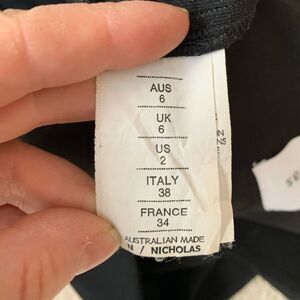 AUS
6
UK
6
US
2
ITALY
38
FRANCE
34
AUSTRALIAN MADE
N / NICHOLAS